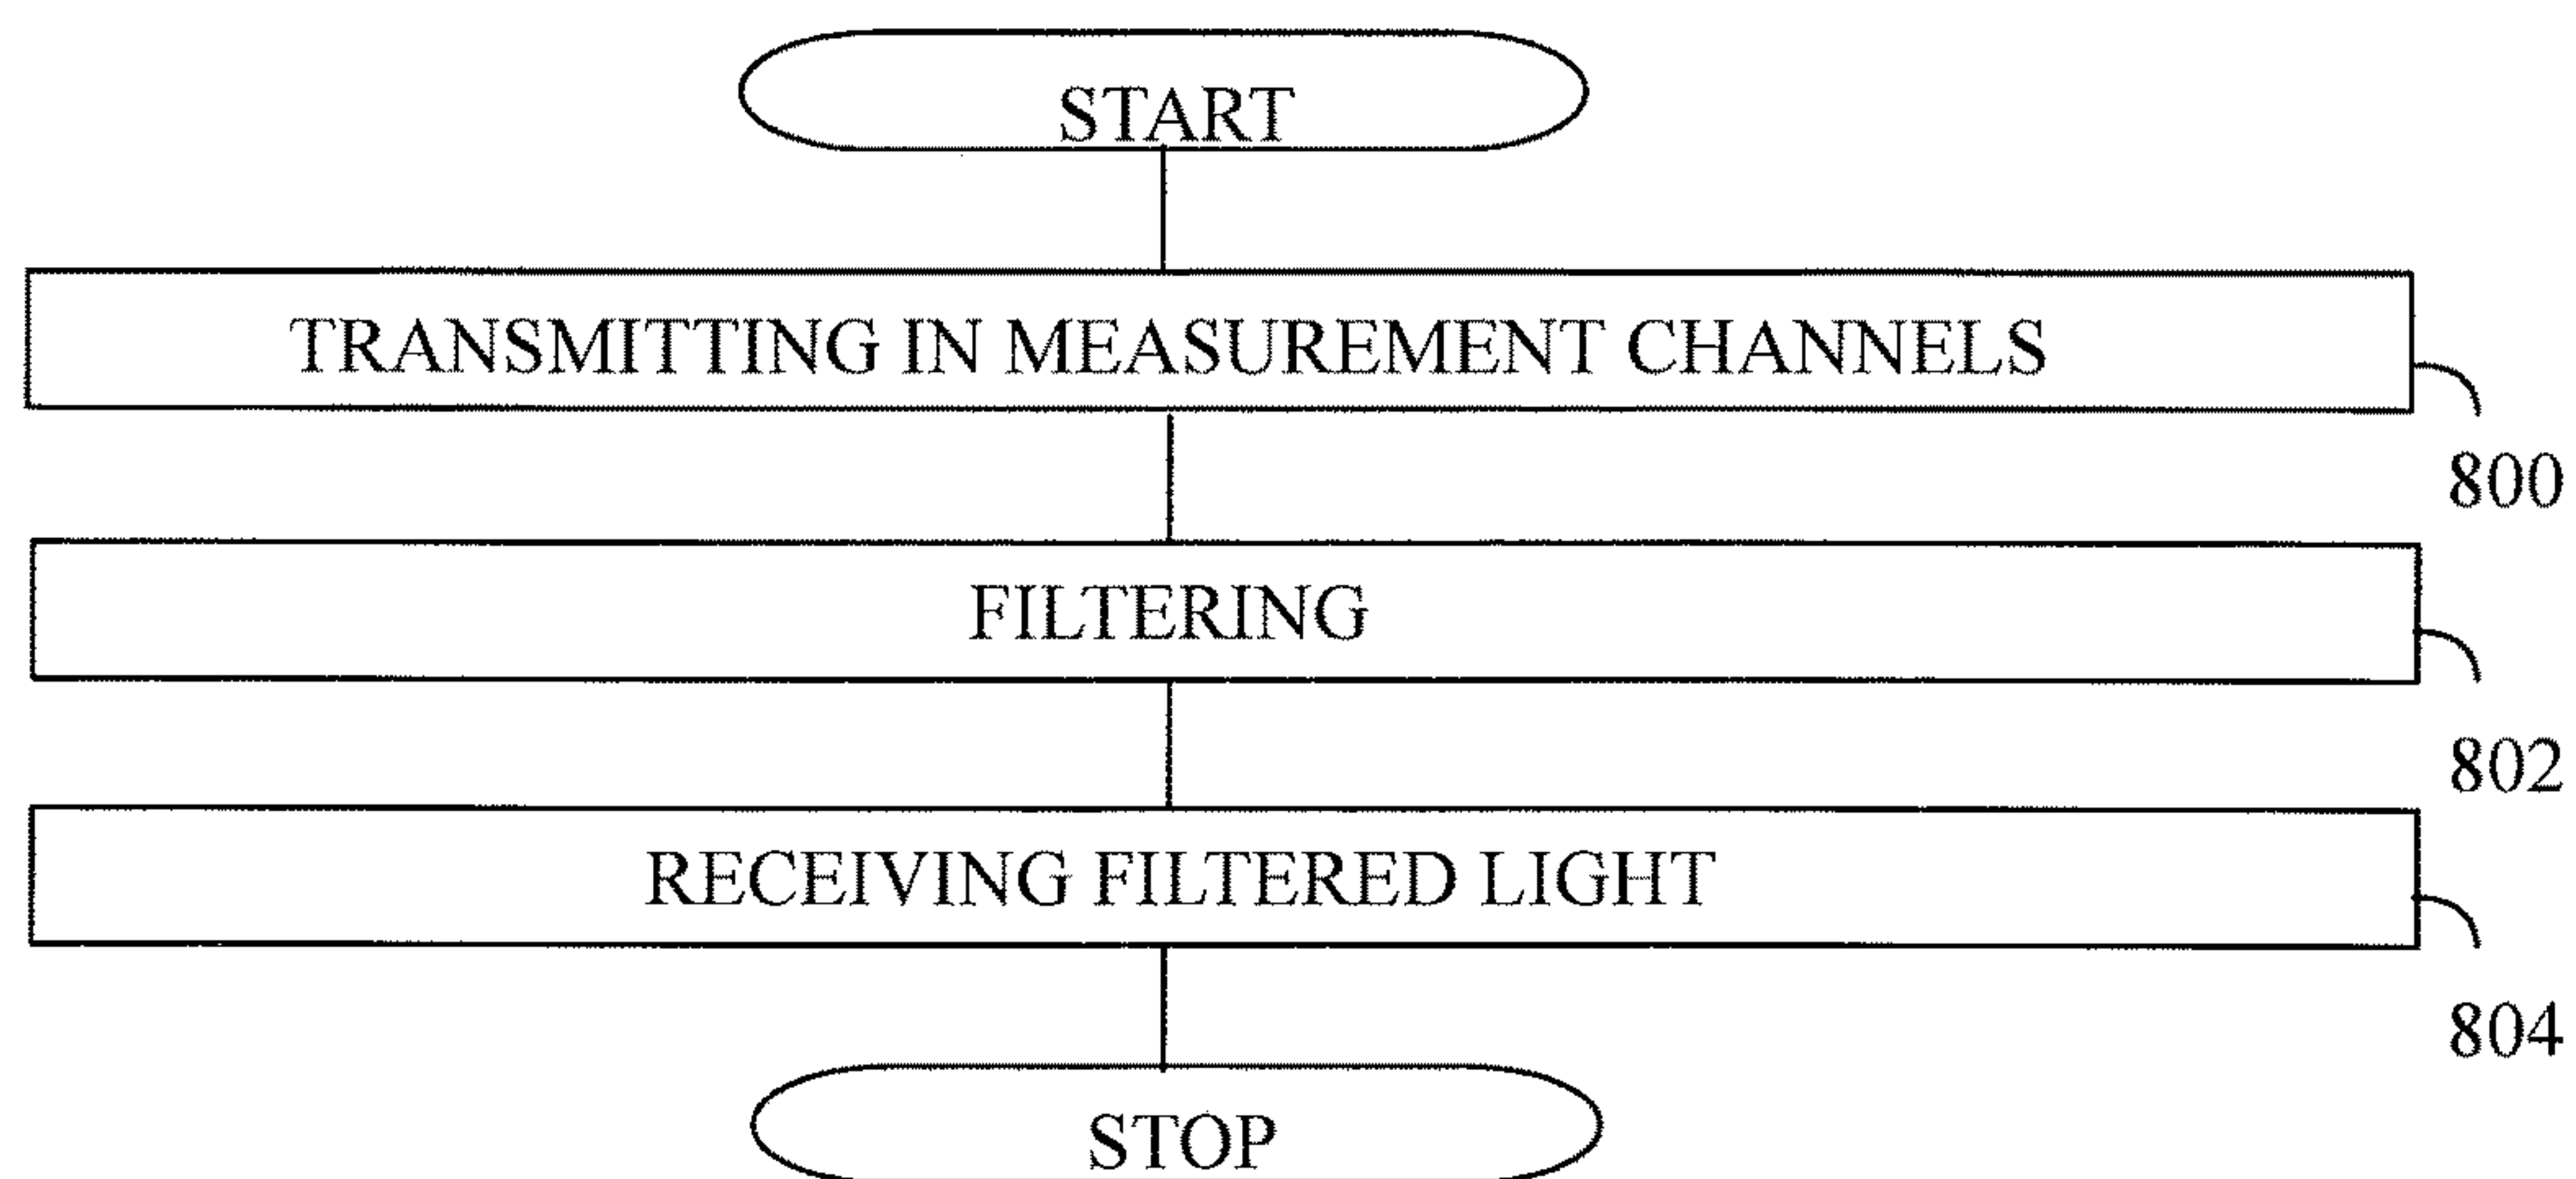 START
TRANSMITTING IN MEASUREMENT CHANNELS
800
FILTERING
802
RECEIVING FILTERED LIGHT
804
STOP